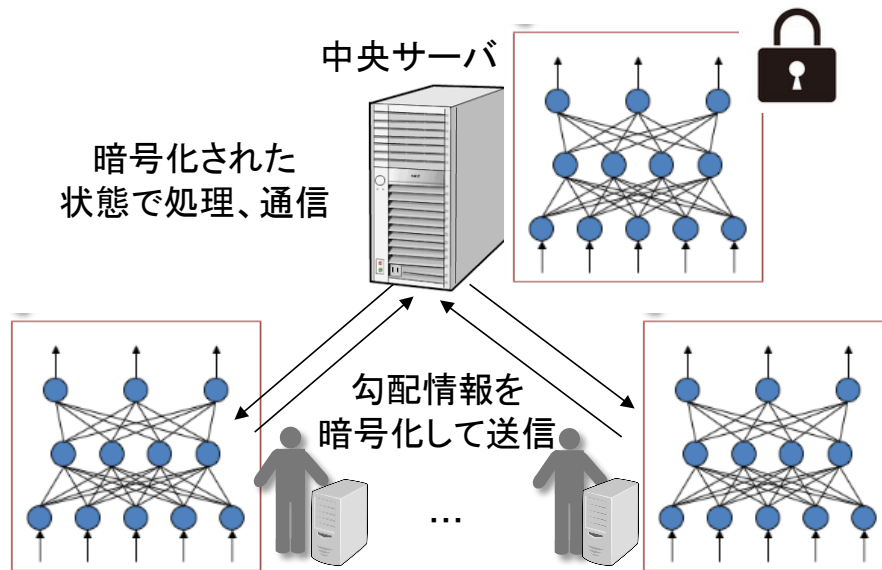 中央サーバ
暗号化された
状態で処理、通信
勾配情報を
暗号化して送信
...